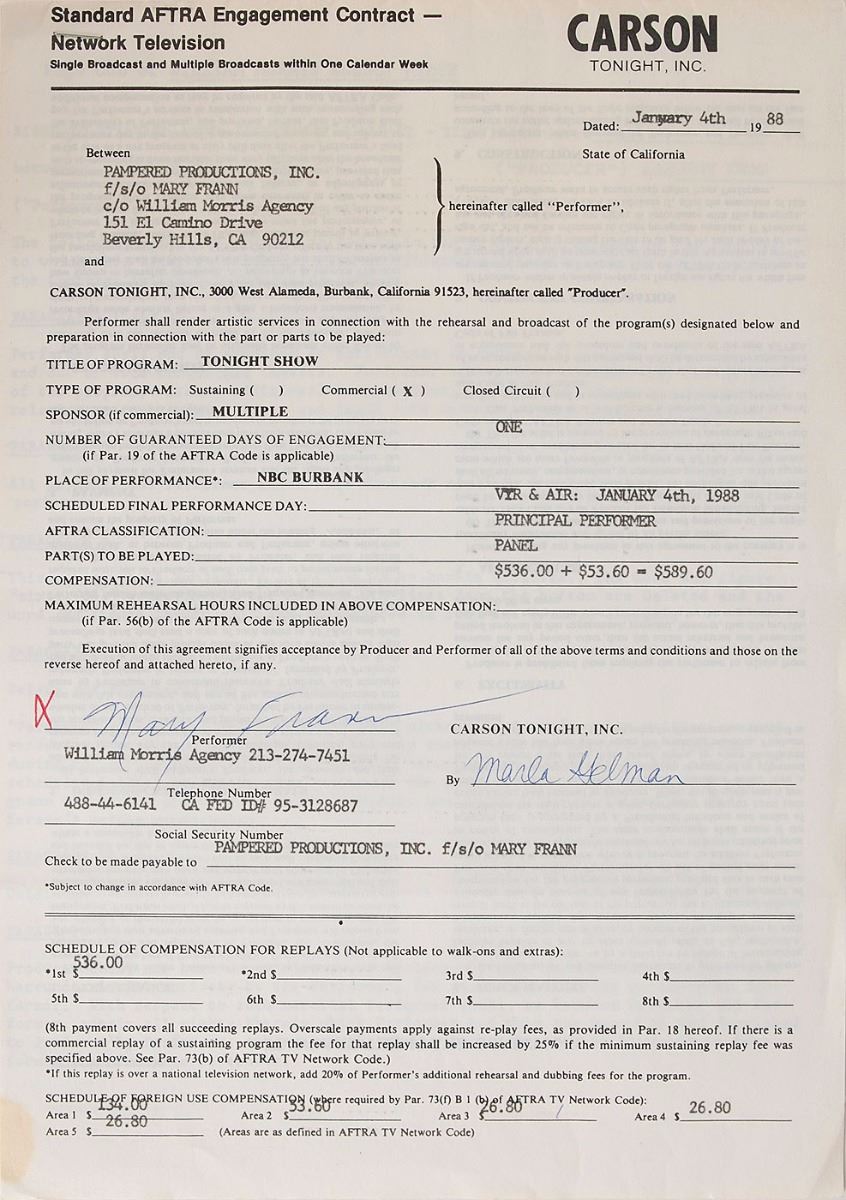 Standard AFTRA Engagement Contract —
Network Television
Single Broadcast and Multiple Broadcasts within One Calendar Week
CARSON
TONIGHT, INC.
Dated: January 4th 19 88
State of California
Between
PAMPERED PRODUCTIONS, INC.
f/s/o MARY FRANN
c/o William Morris Agency
151 El Camino Drive
Beverly Hills, CA 90212
hereinafter called "Performer",
and
CARSON TONIGHT, INC., 3000 West Alameda, Burbank, California 91523, hereinafter called "Producer".
Performer shall render artistic services in connection with the rehearsal and broadcast of the program(s) designated below and
preparation in connection with the part or parts to be played:
TITLE OF PROGRAM: TONIGHT SHOW
TYPE OF PROGRAM: Sustaining ( ) Commercial ( X ) Closed Circuit ( )
SPONSOR (if commercial): MULTIPLE
NUMBER OF GUARANTEED DAYS OF ENGAGEMENT: ONE
(if Par. 19 of the AFTRA Code is applicable)
PLACE OF PERFORMANCE*: NBC BURBANK
SCHEDULED FINAL PERFORMANCE DAY: VTR & AIR: JANUARY 4th, 1988
AFTRA CLASSIFICATION: PRINCIPAL PERFORMER
PART(S) TO BE PLAYED: PANEL
COMPENSATION: $536.00 + $53.60 = $589.60
MAXIMUM REHEARSAL HOURS INCLUDED IN ABOVE COMPENSATION:
(if Par. 56(b) of the AFTRA Code is applicable)
Execution of this agreement signifies acceptance by Producer and Performer of all of the above terms and conditions and those on the
reverse hereof and attached hereto, if any.
X Mary Frann
Performer
CARSON TONIGHT, INC.
William Morris Agency 213-274-7451
By Marla Helman
Telephone Number
488-44-6141 CA FED ID# 95-3128687
Social Security Number
Check to be made payable to PAMPERED PRODUCTIONS, INC. f/s/o MARY FRANN
*Subject to change in accordance with AFTRA Code.
SCHEDULE OF COMPENSATION FOR REPLAYS (Not applicable to walk-ons and extras):
*1st $ 536.00 *2nd $ 3rd $ 4th $
5th $ 6th $ 7th $ 8th $
(8th payment covers all succeeding replays. Overscale payments apply against re-play fees, as provided in Par. 18 hereof. If there is a
commercial replay of a sustaining program the fee for that replay shall be increased by 25% if the minimum sustaining replay fee was
specified above. See Par. 73(b) of AFTRA TV Network Code.)
*If this replay is over a national television network, add 20% of Performer's additional rehearsal and dubbing fees for the program.
SCHEDULE OF FOREIGN USE COMPENSATION (where required by Par. 73(f) B 1 (b) of AFTRA TV Network Code):
Area 1 $ 134.00 Area 2 $ 53.60 Area 3 $ 26.80 Area 4 $ 26.80
Area 5 $ 26.80 (Areas are as defined in AFTRA TV Network Code)